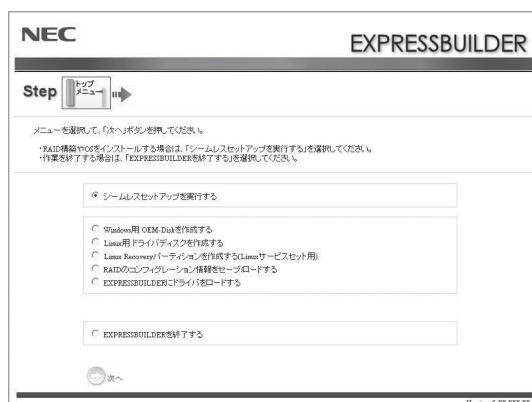 NEC
EXPRESSBUILDER
Step トップ
メニュー
メニューを選択して、「次へ」ボタンを押してください。
・RAID構築やOSをインストールする場合は、「シームレスセットアップを実行する」を選択してください。
・作業を終了する場合は、「EXPRESSBUILDERを終了する」を選択してください。
シームレスセットアップを実行する
Windows用 OEM-Diskを作成する
Linux用 ドライバディスクを作成する
Linux Recoveryパーティションを作成する(Linuxサービスセット用)
RAIDのコンフィグレーション情報をセーブ/ロードする
EXPRESSBUILDERにドライバをロードする
EXPRESSBUILDERを終了する
次へ